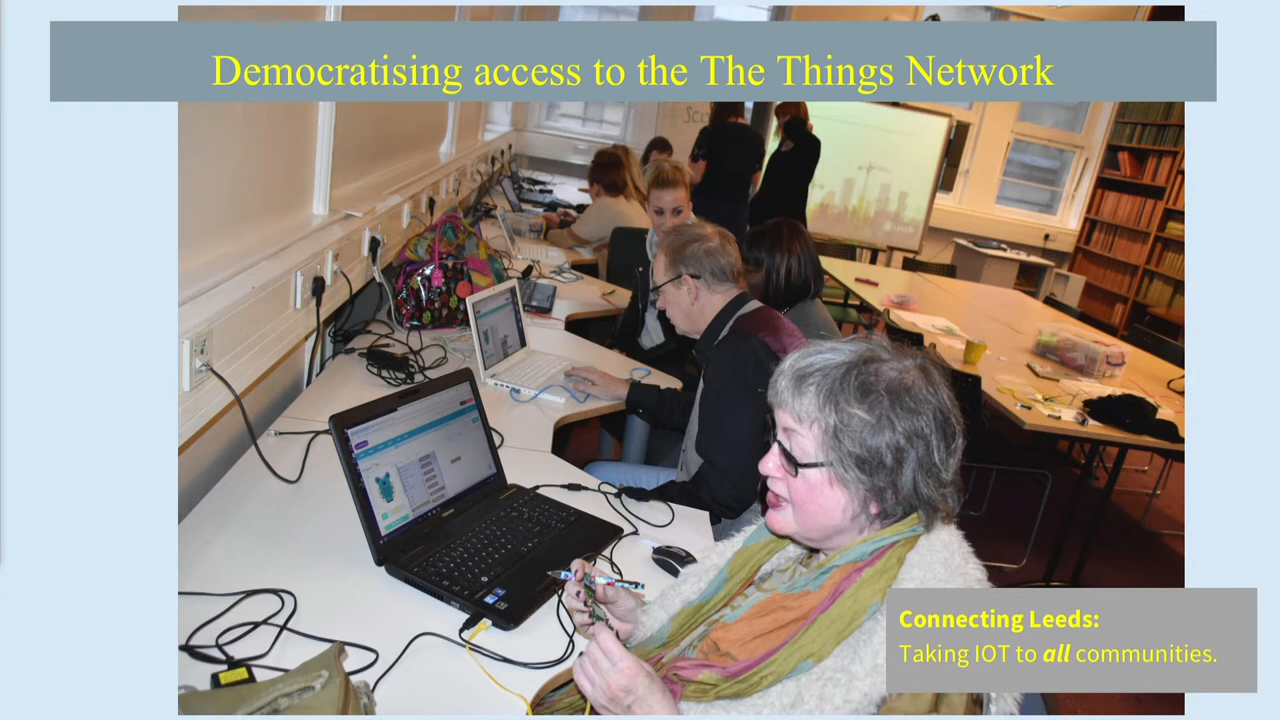 Democratising access to the The Things Network
Connecting Leeds:
Taking IOT to all communities.